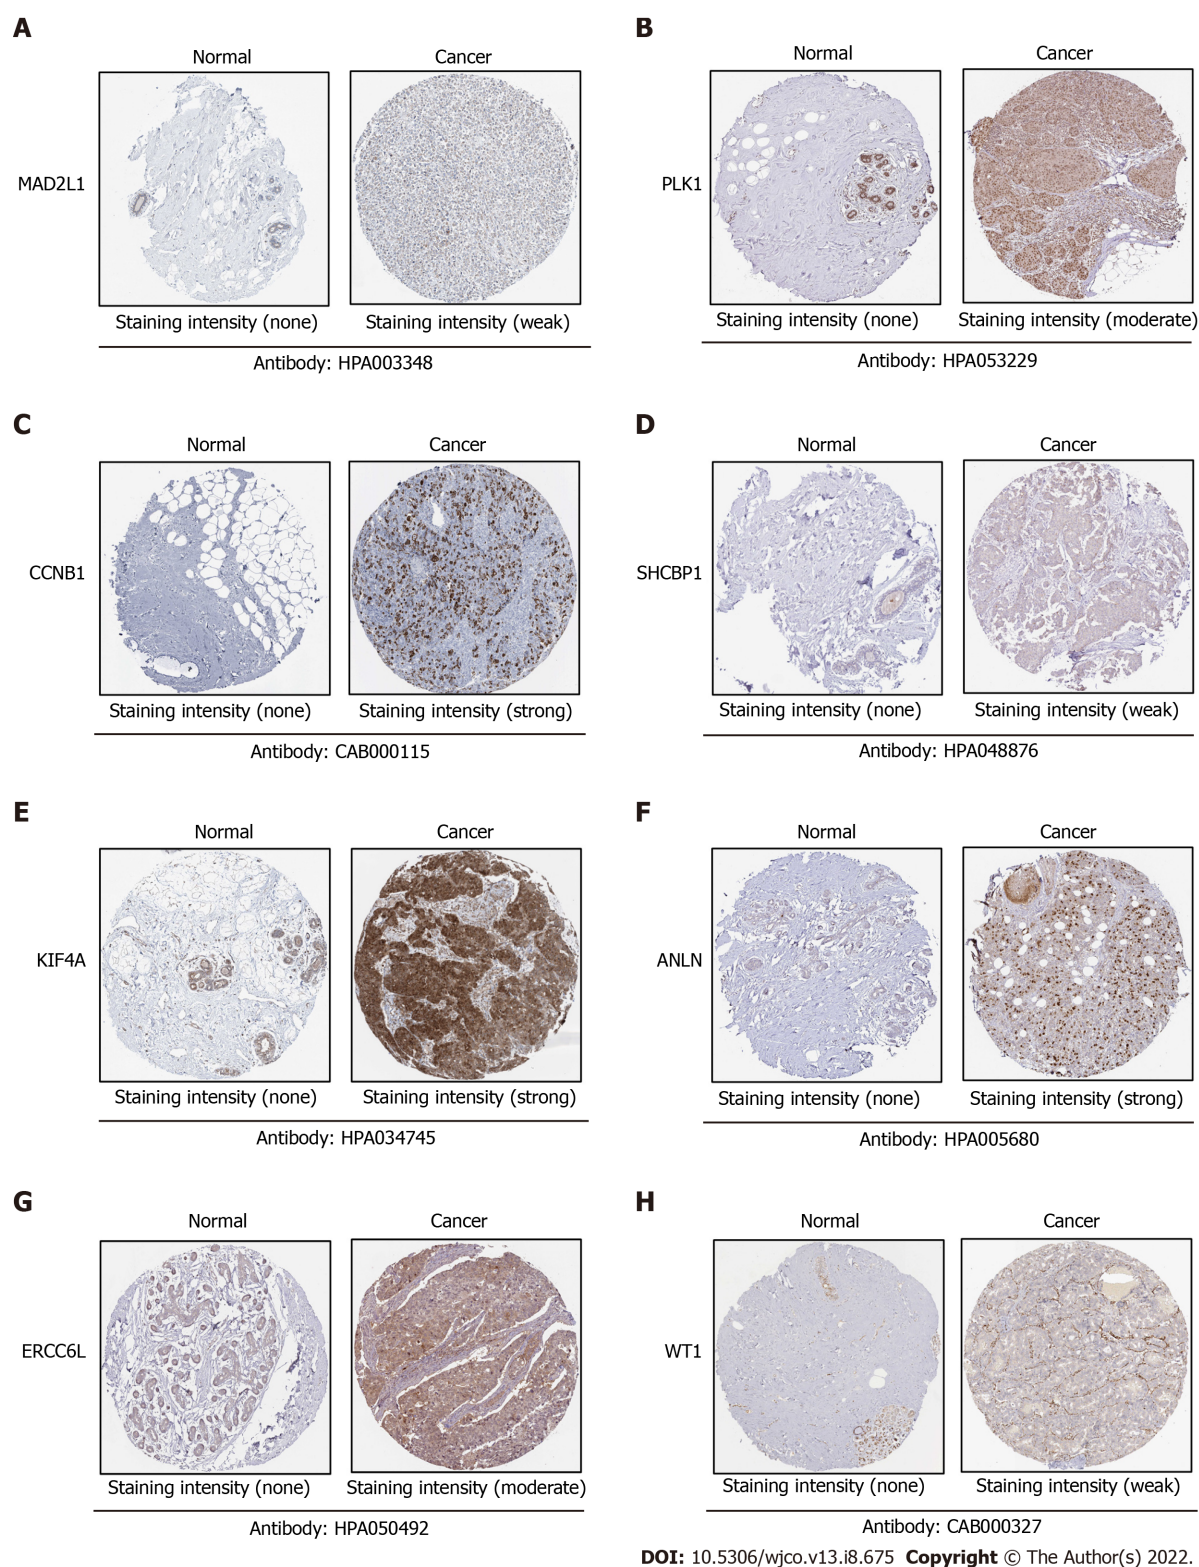 A
Normal
Cancer
MAD2L1
Staining intensity (none)
Staining intensity (weak)
Antibody: HPA003348
B
Normal
Cancer
PLK1
Staining intensity (none)
Staining intensity (moderate)
Antibody: HPA053229
C
Normal
Cancer
CCNB1
Staining intensity (none)
Staining intensity (strong)
Antibody: CAB000115
D
Normal
Cancer
SHCBP1
Staining intensity (none)
Staining intensity (weak)
Antibody: HPA048876
E
Normal
Cancer
KIF4A
Staining intensity (none)
Staining intensity (strong)
Antibody: HPA034745
F
Normal
Cancer
ANLN
Staining intensity (none)
Staining intensity (strong)
Antibody: HPA005680
G
Normal
Cancer
ERCC6L
Staining intensity (none)
Staining intensity (moderate)
Antibody: HPA050492
H
Normal
Cancer
WT1
Staining intensity (none)
Staining intensity (weak)
Antibody: CAB000327
DOI: 10.5306/wjco.v13.i8.675 Copyright © The Author(s) 2022.